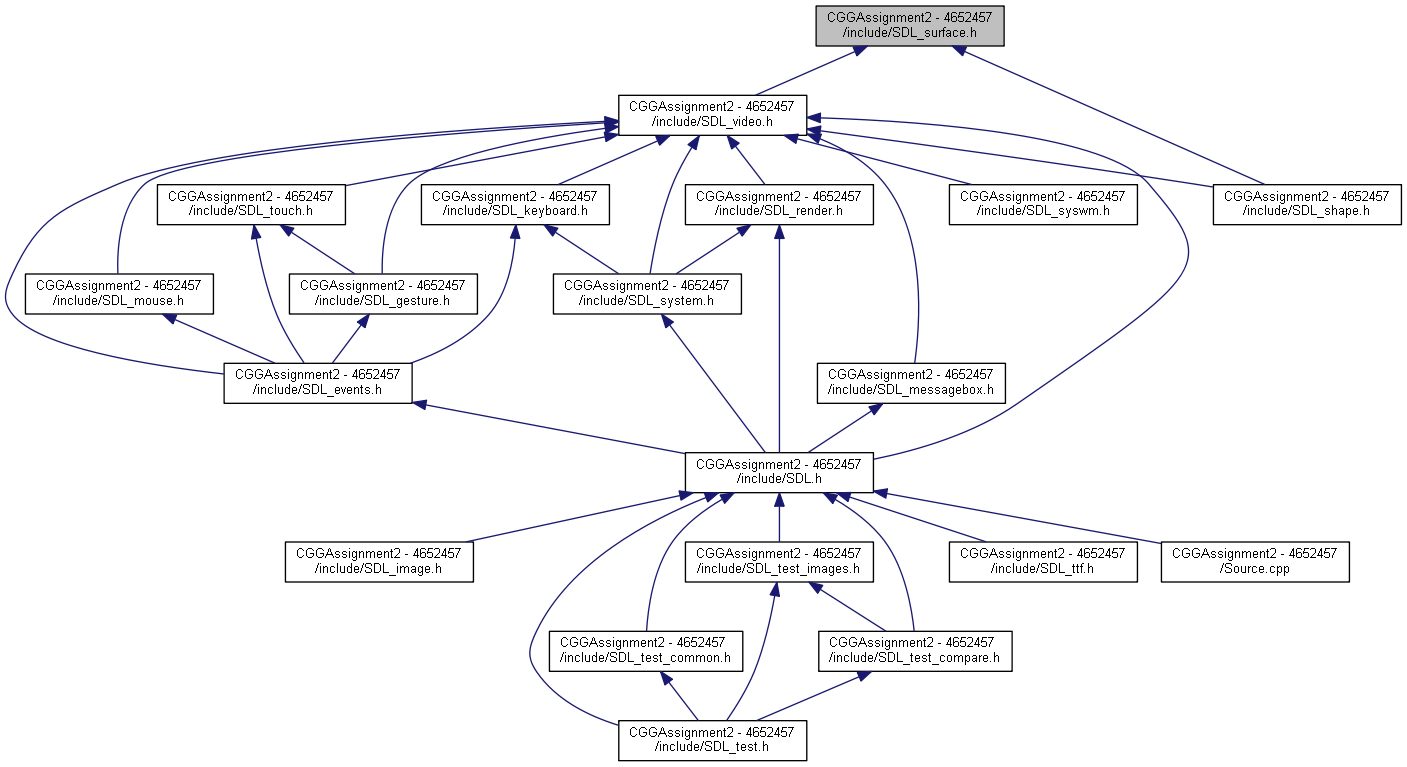 CGGAssignment2 - 4652457
/include/SDL_surface.h
CGGAssignment2 - 4652457
/include/SDL_video.h
CGGAssignment2 - 4652457
/include/SDL_touch.h
CGGAssignment2 - 4652457
/include/SDL_keyboard.h
CGGAssignment2 - 4652457
/include/SDL_render.h
CGGAssignment2 - 4652457
/include/SDL_syswm.h
CGGAssignment2 - 4652457
/include/SDL_shape.h
CGGAssignment2 - 4652457
/include/SDL_mouse.h
CGGAssignment2 - 4652457
/include/SDL_gesture.h
CGGAssignment2 - 4652457
/include/SDL_system.h
CGGAssignment2 - 4652457
/include/SDL_events.h
CGGAssignment2 - 4652457
/include/SDL_messagebox.h
CGGAssignment2 - 4652457
/include/SDL.h
CGGAssignment2 - 4652457
/include/SDL_image.h
CGGAssignment2 - 4652457
/include/SDL_test_images.h
CGGAssignment2 - 4652457
/include/SDL_ttf.h
CGGAssignment2 - 4652457
/Source.cpp
CGGAssignment2 - 4652457
/include/SDL_test_common.h
CGGAssignment2 - 4652457
/include/SDL_test_compare.h
CGGAssignment2 - 4652457
/include/SDL_test.h